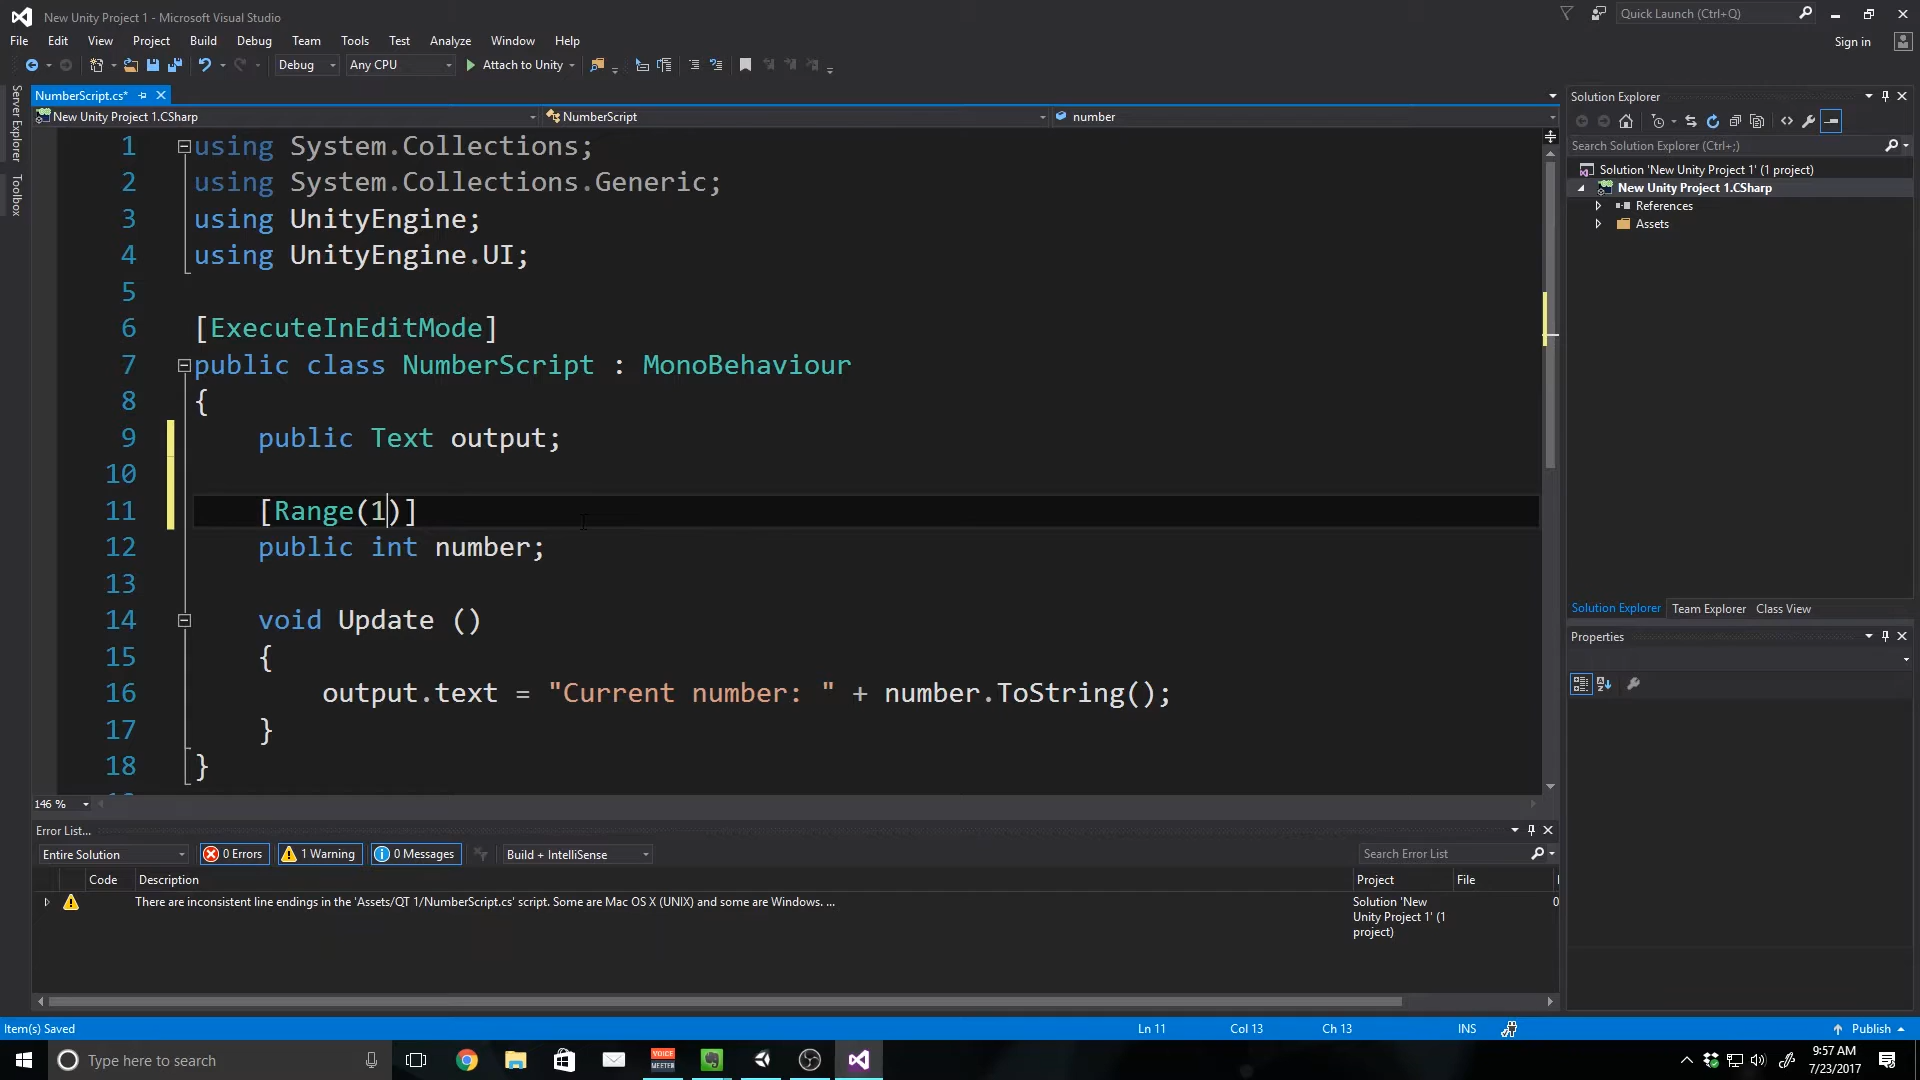 New Unity Project 1 - Microsoft Visual Studio
Quick Launch (Ctrl+Q)
File Edit View Project Build Debug Team Tools Test Analyze Window Help
Sign in
Debug Any CPU Attach to Unity
Server Explorer
Toolbox
NumberScript.cs*
New Unity Project 1.CSharp NumberScript number
1 using System.Collections;
2 using System.Collections.Generic;
3 using UnityEngine;
4 using UnityEngine.UI;
5
6 [ExecuteInEditMode]
7 public class NumberScript : MonoBehaviour
8 {
9 public Text output;
10
11 [Range(1)]
12 public int number;
13
14 void Update ()
15 {
16 output.text = "Current number: " + number.ToString();
17 }
18 }
146 %
Solution Explorer
Search Solution Explorer (Ctrl+;)
Solution 'New Unity Project 1' (1 project)
New Unity Project 1.CSharp
References
Assets
Solution Explorer Team Explorer Class View
Properties
Error List...
Entire Solution 0 Errors 1 Warning 0 Messages Build + IntelliSense Search Error List
Code Description Project File
There are inconsistent line endings in the 'Assets/QT 1/NumberScript.cs' script. Some are Mac OS X (UNIX) and some are Windows. ...
Solution 'New
Unity Project 1' (1
project)
0
Item(s) Saved Ln 11 Col 13 Ch 13 INS Publish
Type here to search
VOICE
MEETER
9:57 AM
7/23/2017